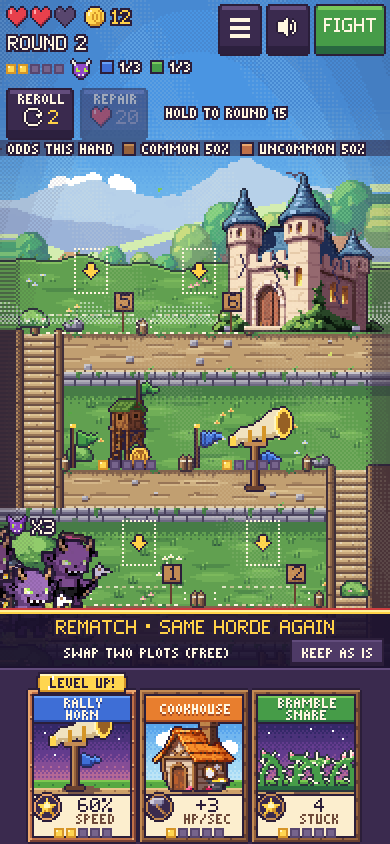 12
FIGHT
ROUND 2
1/3 1/3
REROLL
2
REPAIR
20
HOLD TO ROUND 15
ODDS THIS HAND COMMON 50% UNCOMMON 50%
5
6
X3
1
2
REMATCH • SAME HORDE AGAIN
SWAP TWO PLOTS (FREE)
KEEP AS IS
LEVEL UP!
RALLY HORN
60%
SPEED
COOKHOUSE
+3
HP/SEC
BRAMBLE SNARE
4
STUCK